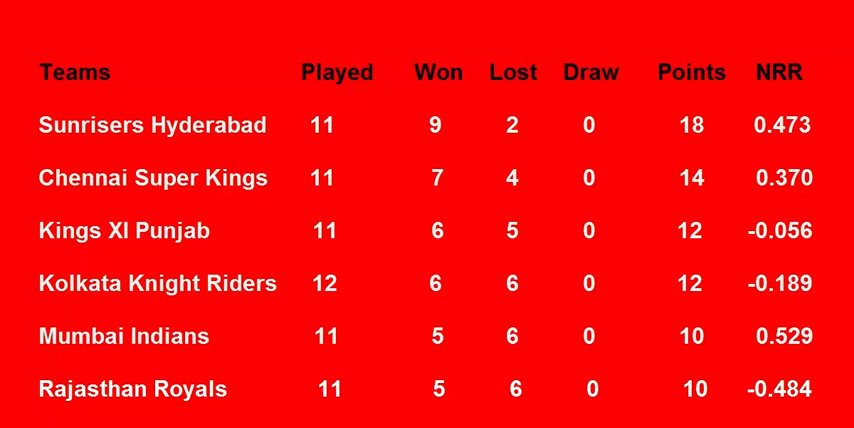 Teams Played Won Lost Draw Points NRR
Sunrisers Hyderabad 11 9 2 0 18 0.473
Chennai Super Kings 11 7 4 0 14 0.370
Kings XI Punjab 11 6 5 0 12 -0.056
Kolkata Knight Riders 12 6 6 0 12 -0.189
Mumbai Indians 11 5 6 0 10 0.529
Rajasthan Royals 11 5 6 0 10 -0.484